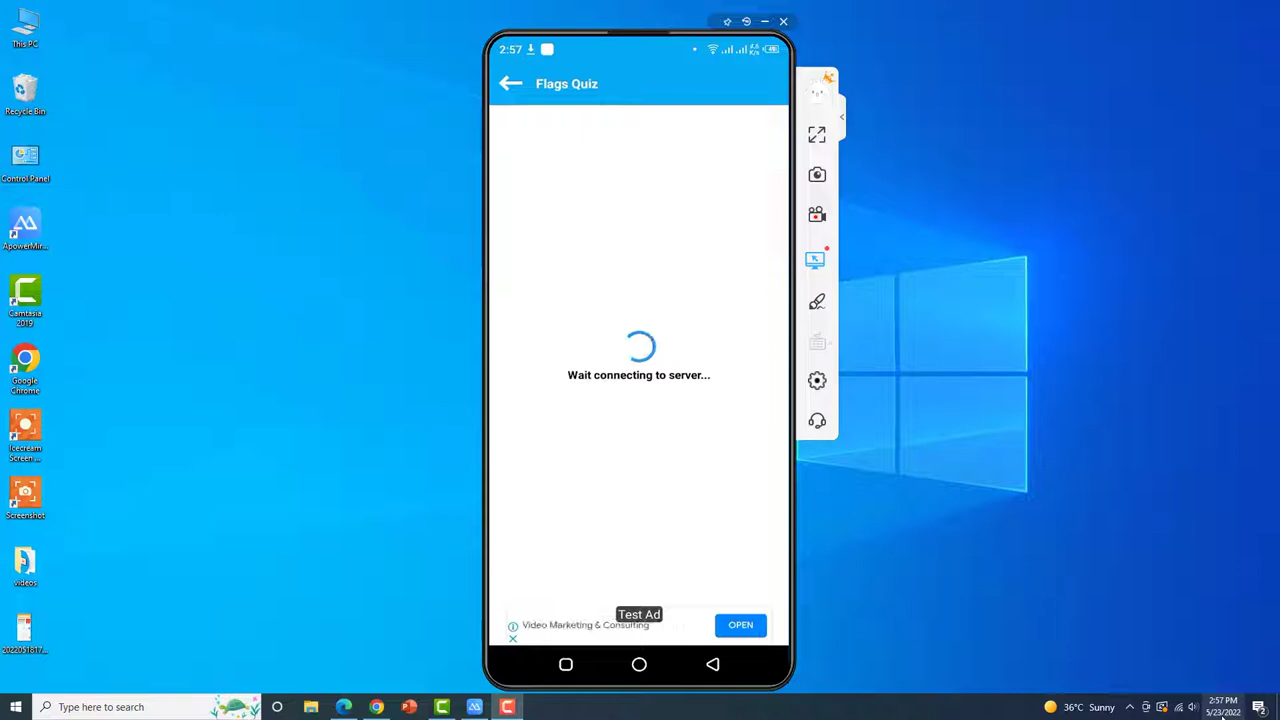 This PC
Recycle Bin
Control Panel
ApowerMir...
Camtasia
2019
Google
Chrome
Icecream
Screen ...
Screenshot
videos
2022051817...
2:57
Flags Quiz
Wait connecting to server...
Test Ad
Video Marketing & Consulting
OPEN
Type here to search
36°C Sunny
2:57 PM
5/23/2022
2